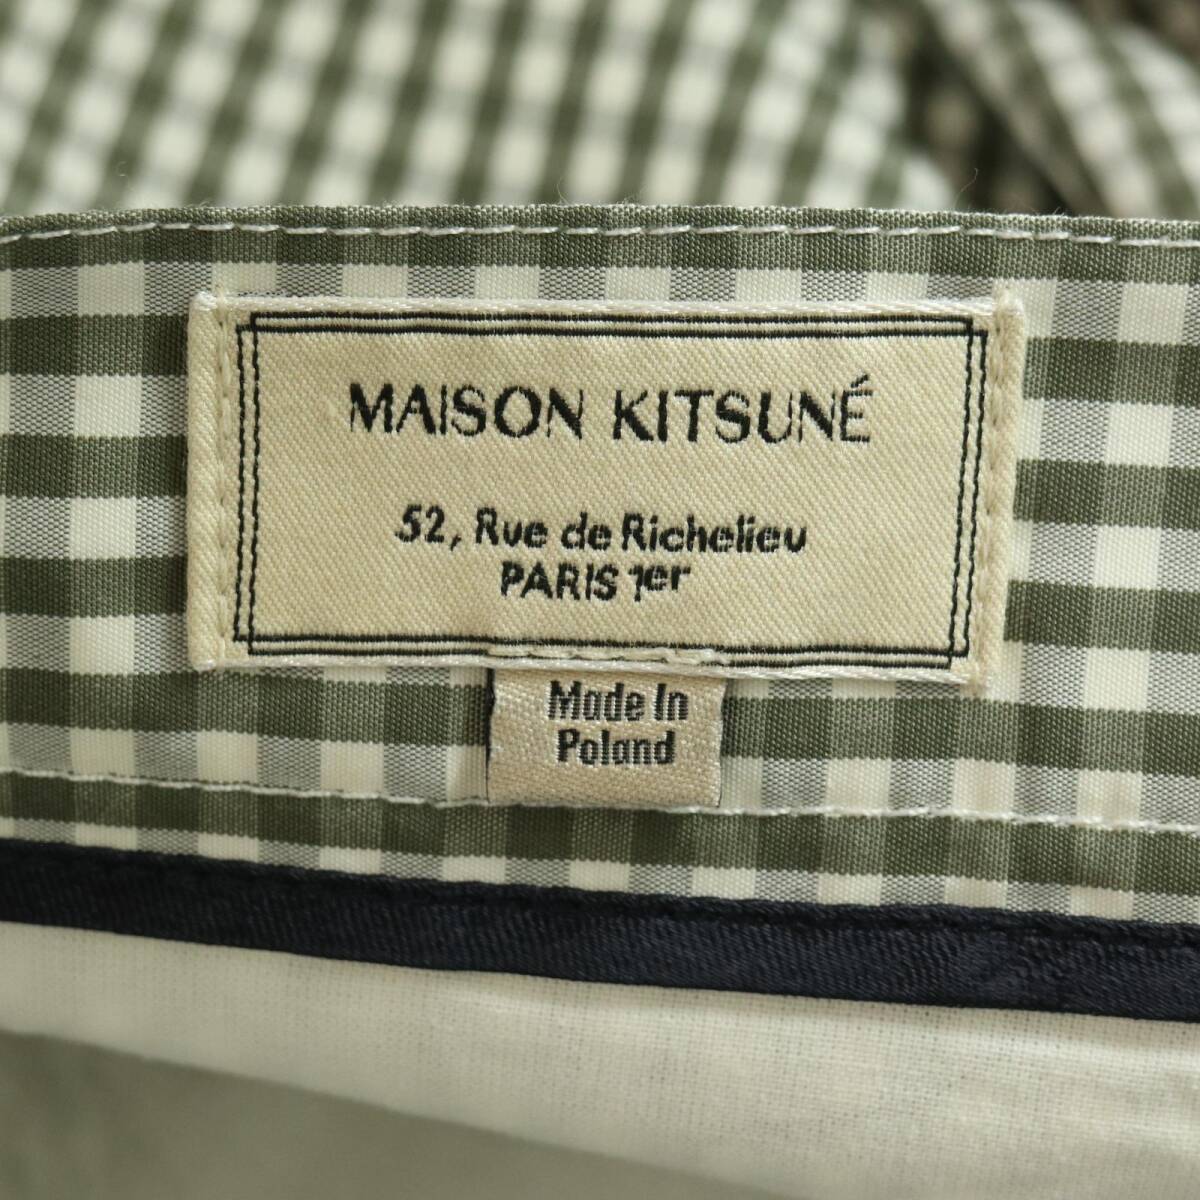 MAISON KITSUNÉ
52, Rue de Richelieu
PARIS 1er
Made In
Poland